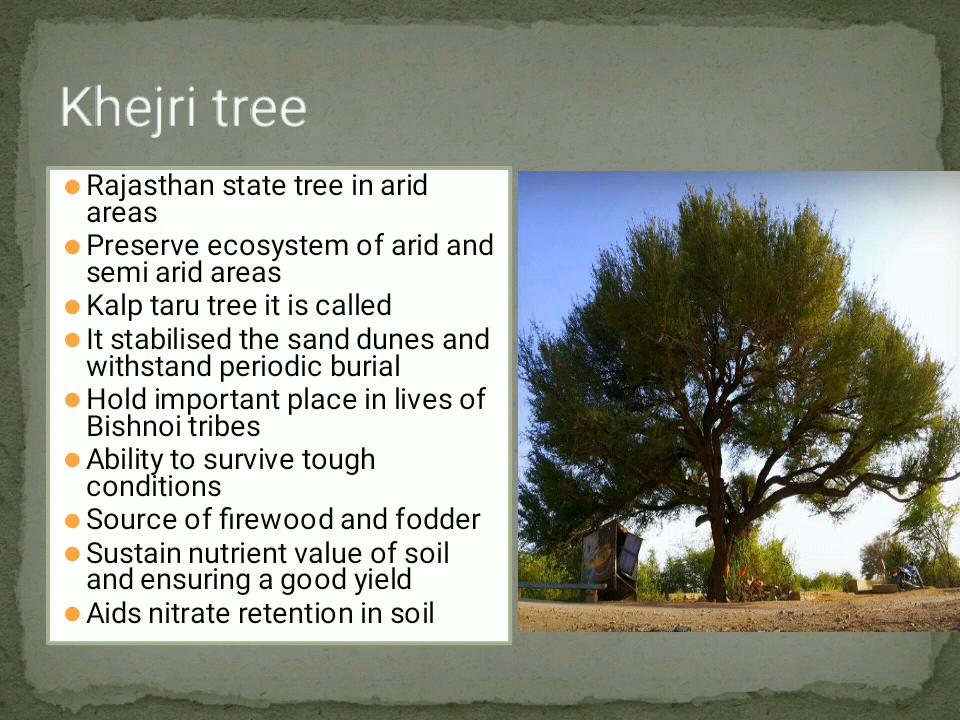 Khejri tree
Rajasthan state tree in arid
areas
Preserve ecosystem of arid and
semi arid areas
Kalp taru tree it is called
It stabilised the sand dunes and
withstand periodic burial
Hold important place in lives of
Bishnoi tribes
Ability to survive tough
conditions
Source of firewood and fodder
Sustain nutrient value of soil
and ensuring a good yield
Aids nitrate retention in soil